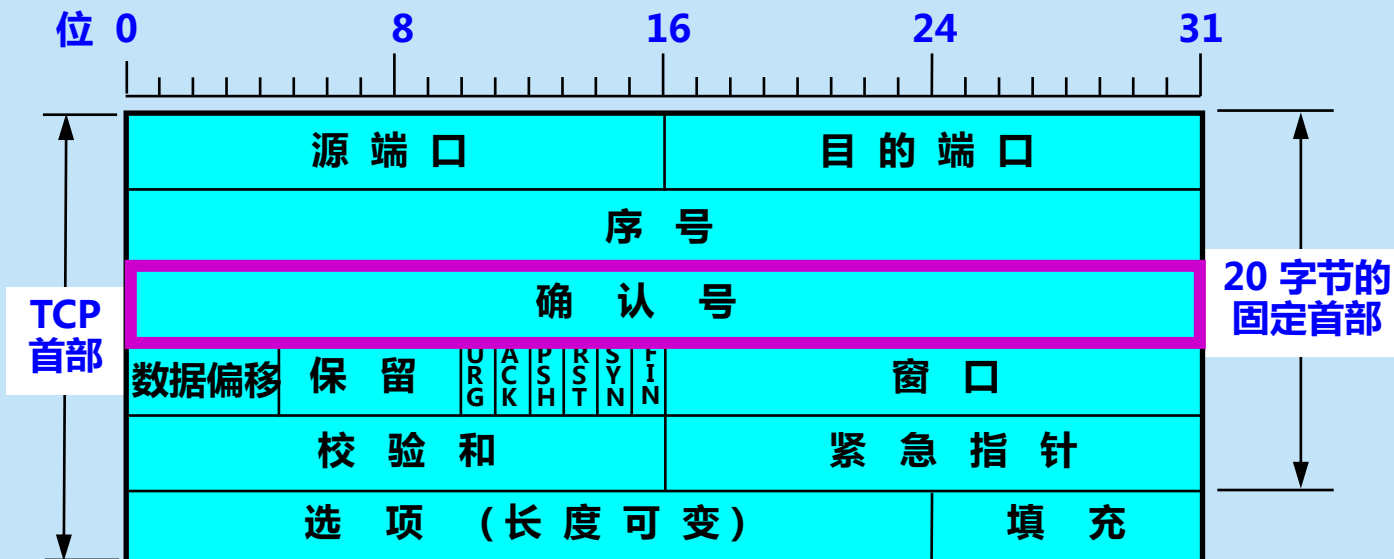 位 0 8 16 24 31
源端口 目的端口
序号
确认号
TCP
首部
20 字节的
固定首部
数据偏移 保留 URG ACK PSH RST SYN FIN 窗口
校验和 紧急指针
选项 (长度可变) 填充